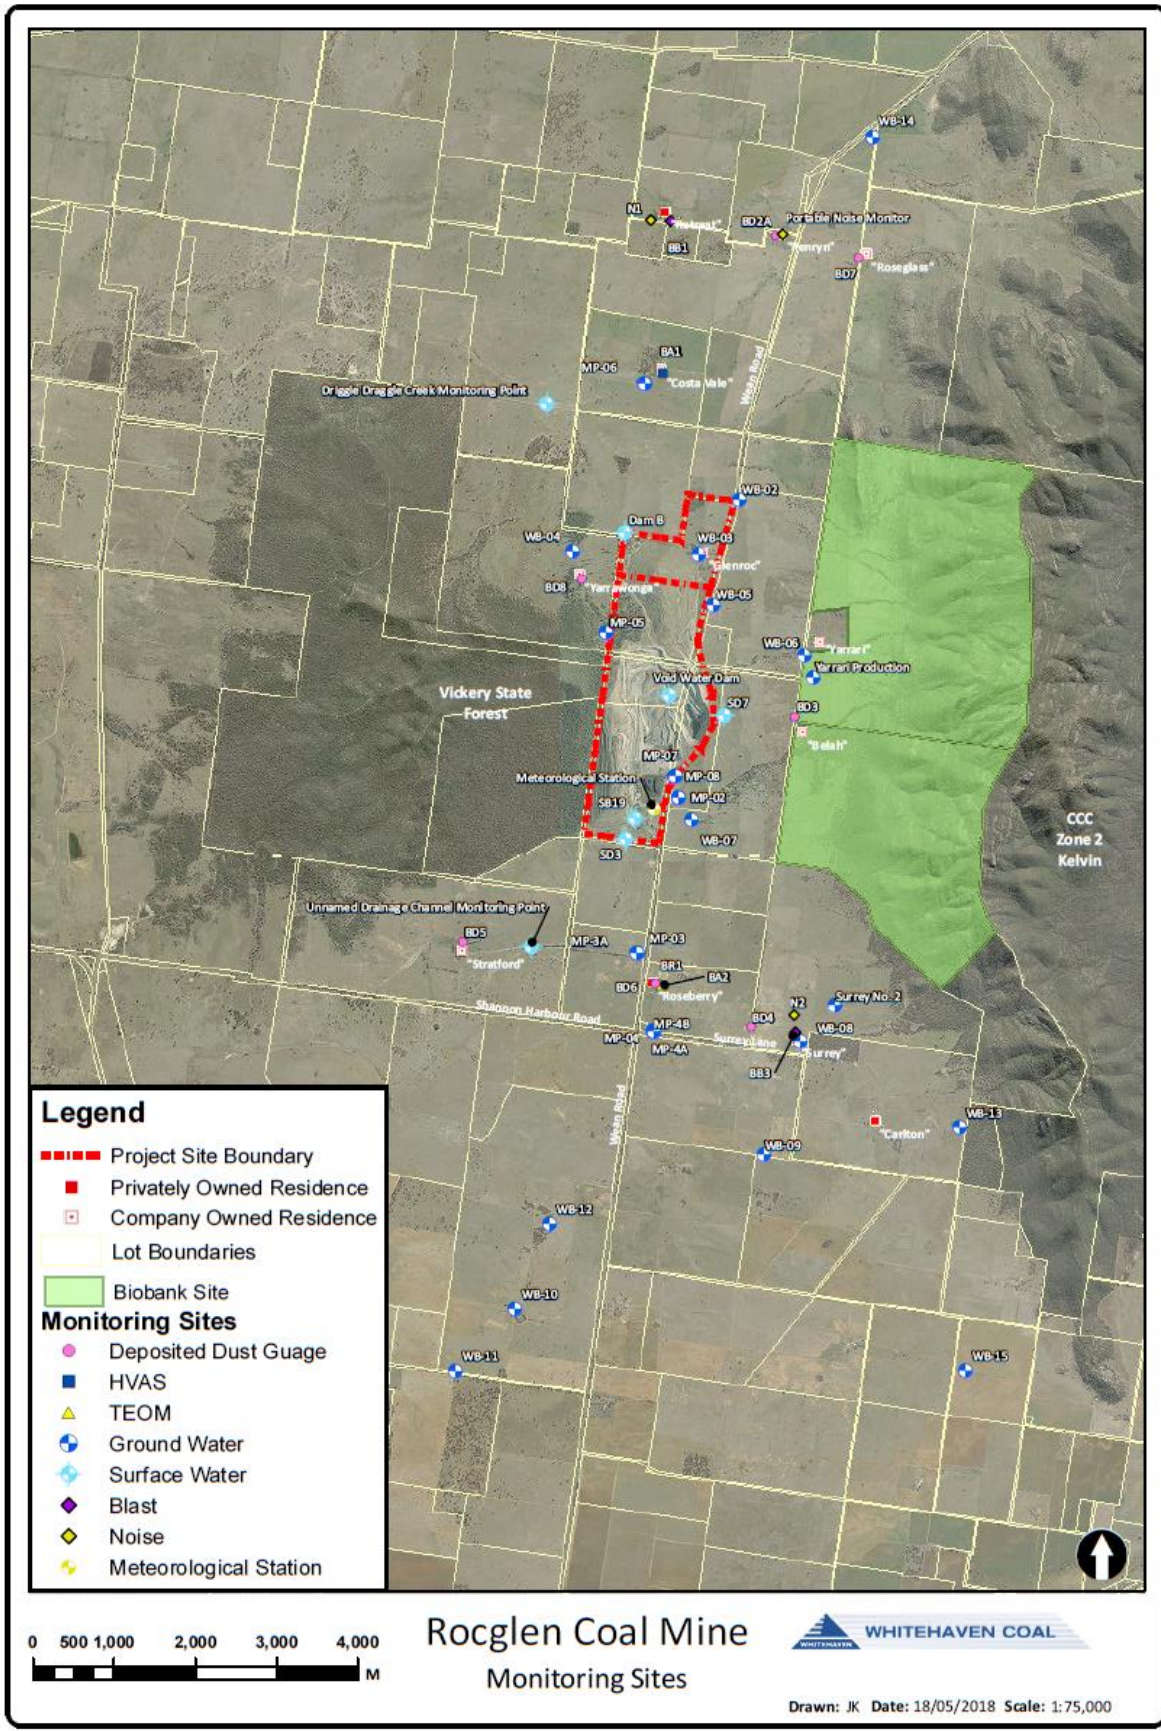 WB-14
N1
"Retreat"
BB1
BD2A
Portable Noise Monitor
"Penryn"
BD7
"Roseglass"
Wean Road
MP-06
BA1
"Costa Vale"
Driggle Draggle Creek Monitoring Point
WB-02
Dam B
WB-04
WB-03
"Glenroc"
BD8
"Yarrawonga"
WB-05
MP-05
WB-06
"Yarrari"
Yarrari Production
Void Water Dam
Vickery State
Forest
SD7
BD3
"Belah"
MP-07
Meteorological Station
MP-08
SB19
MP-02
WB-07
SD3
CCC
Zone 2
Kelvin
Unnamed Drainage Channel Monitoring Point
BD5
"Stratford"
MP-3A
MP-03
BR1
BD6
BA2
"Roseberry"
Shannon Harbour Road
N2
Surrey No. 2
MP-4B
BD4
MP-04
Surrey Lane
WB-08
MP-4A
"Surrey"
BB3
Wean Road
"Carlton"
WB-13
WB-09
WB-12
WB-10
WB-11
WB-15
Legend
Project Site Boundary
Privately Owned Residence
Company Owned Residence
Lot Boundaries
Biobank Site
Monitoring Sites
Deposited Dust Guage
HVAS
TEOM
Ground Water
Surface Water
Blast
Noise
Meteorological Station
0 500 1,000 2,000 3,000 4,000
M
Rocglen Coal Mine
Monitoring Sites
WHITEHAVEN
WHITEHAVEN COAL
Drawn: JK Date: 18/05/2018 Scale: 1:75,000